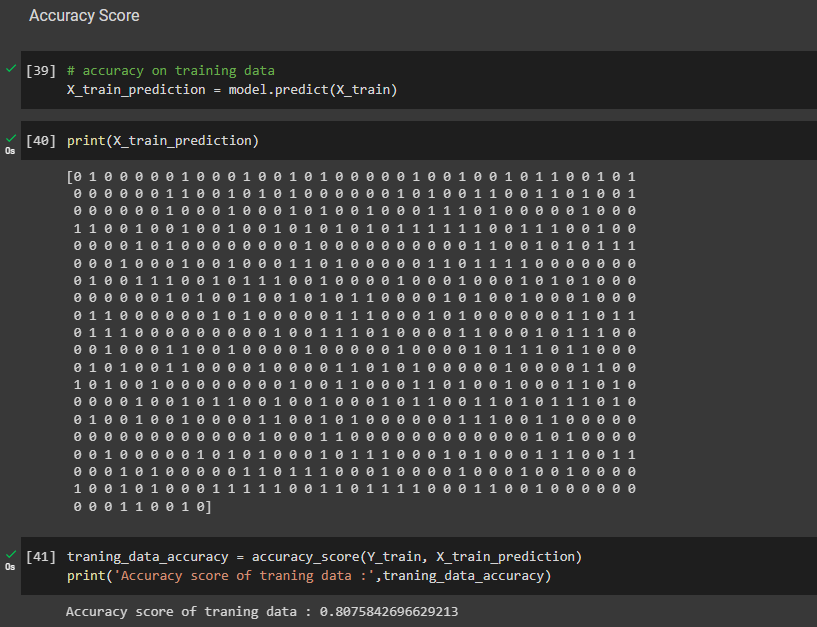 Accuracy Score
[39] # accuracy on training data
X_train_prediction = model.predict(X_train)
0s
[40] print(X_train_prediction)
[0 1 0 0 0 0 0 1 0 0 0 1 0 0 1 0 1 0 0 0 0 0 1 0 0 1 0 0 1 0 1 1 0 0 1 0 1
0 0 0 0 0 0 1 1 0 0 1 0 1 0 1 0 0 0 0 0 0 1 0 1 0 0 1 1 0 0 1 1 0 1 0 0 1
0 0 0 0 0 0 1 0 0 0 1 0 0 0 1 0 1 0 0 1 0 0 0 1 1 1 0 1 0 0 0 0 0 1 0 0 0
1 1 0 0 1 0 0 1 0 0 1 0 0 1 0 1 0 1 0 1 0 1 1 1 1 1 1 0 0 1 1 1 0 0 1 0 0
0 0 0 0 1 0 1 0 0 0 0 0 0 0 0 1 0 0 0 0 0 0 0 0 0 0 1 1 0 0 1 0 1 0 1 1 1
0 0 0 1 0 0 0 1 0 0 1 0 0 0 1 1 0 1 0 0 0 0 0 1 1 0 1 1 1 1 0 0 0 0 0 0 0
0 1 0 0 1 1 1 0 0 1 0 1 1 1 0 0 1 0 0 0 0 1 0 0 0 1 0 0 0 1 0 1 0 1 0 0 0
0 0 0 0 0 0 1 0 1 0 0 1 0 0 1 0 1 0 1 1 0 0 0 0 1 0 1 0 0 1 0 0 0 1 0 0 0
0 1 1 0 0 0 0 0 0 1 0 1 0 0 0 0 0 1 1 1 0 0 0 1 0 1 0 0 0 0 0 0 1 1 0 1 1
0 1 1 1 0 0 0 0 0 0 0 0 0 1 0 0 1 1 1 0 1 0 0 0 0 1 1 0 0 0 1 0 1 1 1 0 0
0 0 1 0 0 0 1 1 0 0 1 0 0 0 0 1 0 0 0 0 0 1 0 0 0 0 1 0 1 1 1 0 1 1 0 0 0
0 1 0 1 0 0 1 1 0 0 0 0 1 0 0 0 0 1 1 0 1 0 1 0 0 0 0 0 0 1 0 0 0 0 1 1 0 0
1 0 1 0 0 1 0 0 0 0 0 0 0 0 1 0 0 1 1 0 0 0 1 1 0 1 0 0 1 0 0 0 1 1 0 1 0
0 0 0 0 1 0 0 1 0 1 1 0 0 1 0 0 1 0 0 0 1 0 0 0 1 0 1 1 0 0 1 1 0 1 0 1 1 1 0 1 0
0 1 0 0 1 0 0 1 0 0 0 0 1 1 0 0 1 0 1 0 0 0 0 0 0 1 1 1 0 0 1 1 0 0 0 0 0
0 0 0 0 0 0 0 0 0 0 0 0 1 0 0 0 1 1 0 0 0 0 0 0 0 0 0 0 0 0 1 0 1 0 0 0 0
0 0 1 0 0 0 0 0 1 0 1 0 1 0 0 0 1 0 1 1 1 0 0 0 1 0 1 0 0 0 1 1 1 0 0 1 1
0 0 0 1 0 1 0 0 0 0 0 1 1 0 1 1 1 0 0 0 1 0 0 0 0 1 0 0 0 1 0 0 1 0 0 0 0
1 0 0 1 0 1 0 0 0 1 1 1 1 1 0 0 1 1 0 1 1 1 1 0 0 0 1 1 0 0 1 0 0 0 0 0 0
0 0 0 1 1 0 0 1 0]
0s
[41] traning_data_accuracy = accuracy_score(Y_train, X_train_prediction)
print('Accuracy score of traning data :',traning_data_accuracy)
Accuracy score of traning data : 0.8075842696629213